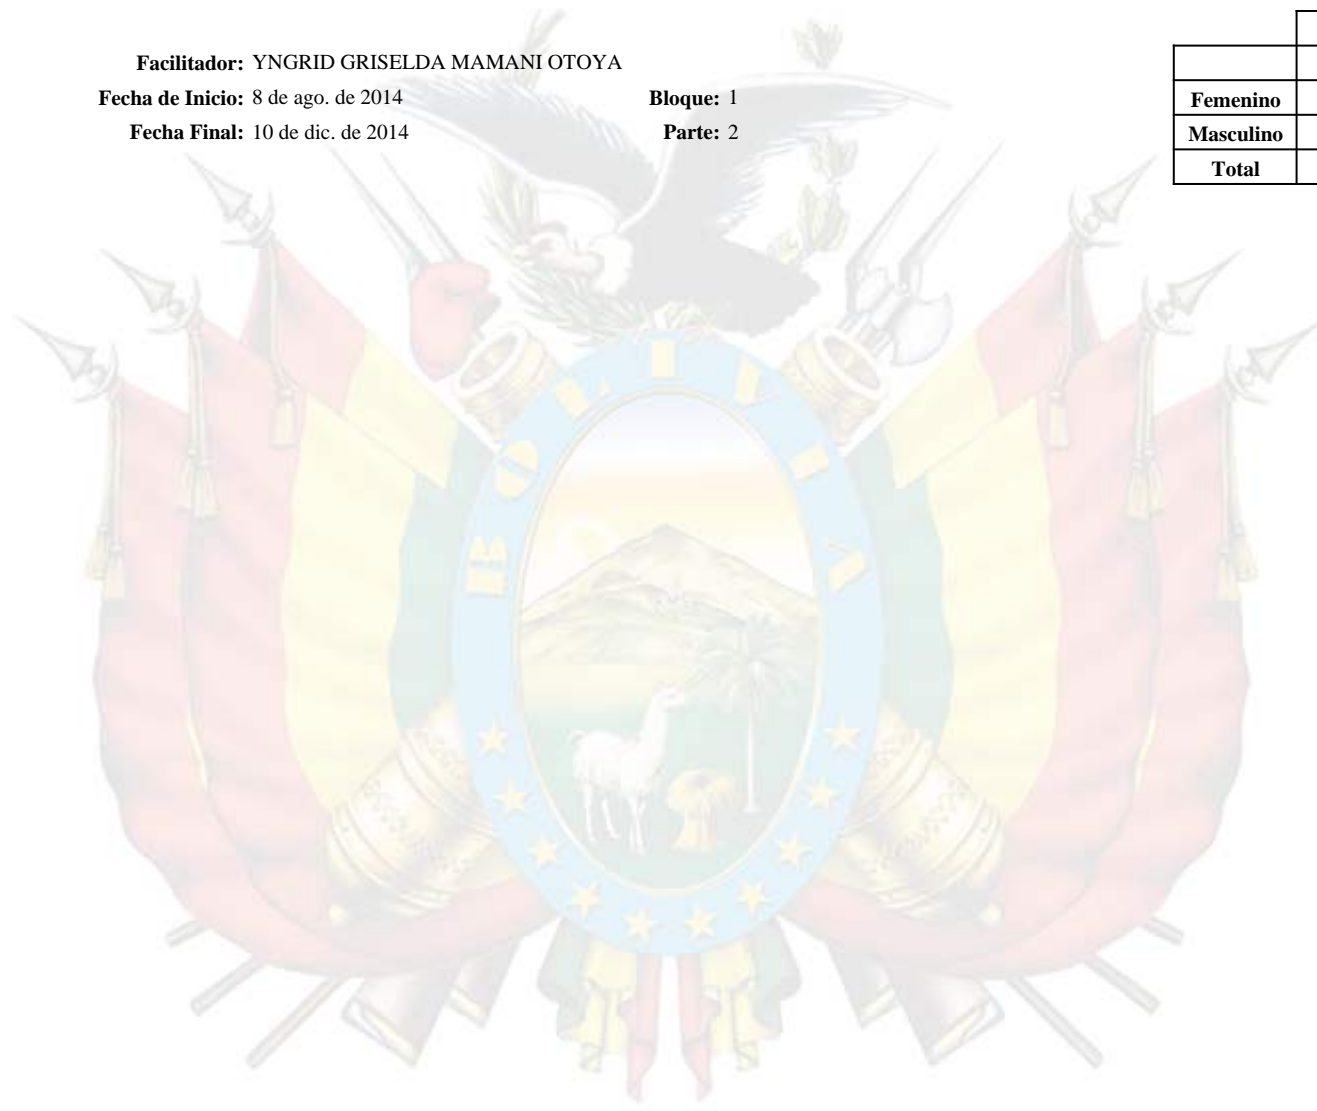 Facilitador: YNGRID GRISELDA MAMANI OTOYA
Fecha de Inicio: 8 de ago. de 2014 Bloque: 1
Fecha Final: 10 de dic. de 2014 Parte: 2
Femenino
Masculino
Total
BOLIVIA